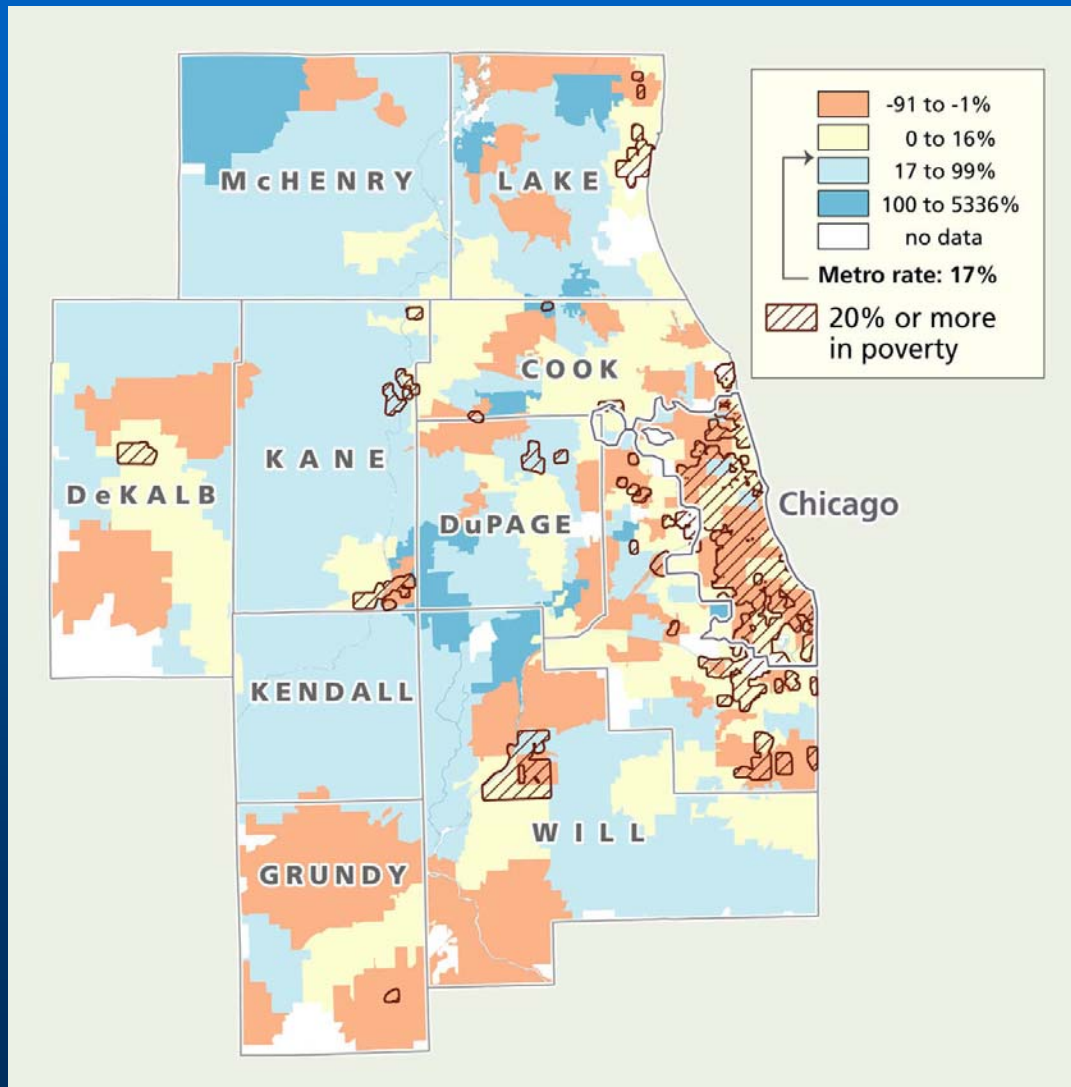 -91 to -1%
0 to 16%
17 to 99%
100 to 5336%
no data
Metro rate: 17%
20% or more
in poverty
McHENRY
LAKE
COOK
KANE
DeKALB
DuPAGE
Chicago
KENDALL
WILL
GRUNDY